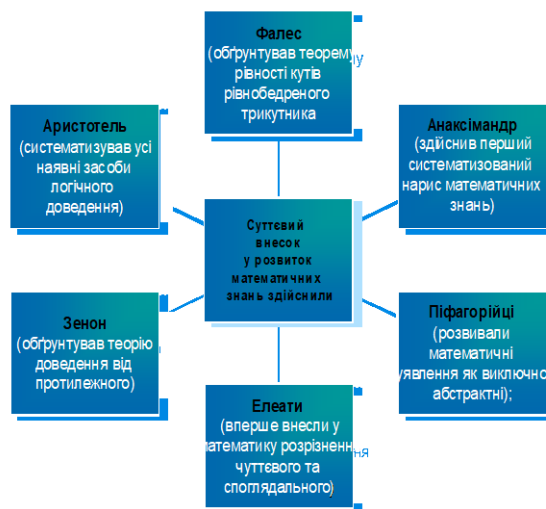 Фалес
(обґрунтував теорему
рівності кутів
рівнобедреного
трикутника
Аристотель
(систематизував усі
наявні засоби
логічного
доведення)
Анаксімандр
(здійснив перший
систематизований
нарис математичних
знань)
Суттєвий
внесок
у розвиток
математичних
знань здійснили
Зенон
(обґрунтував теорію
доведення від
протилежного)
Піфагорійці
(розвивали
математичні
уявлення як виключно
абстрактні);
Елеати
(вперше внесли у
математику розрізнення
чуттєвого та
споглядального)